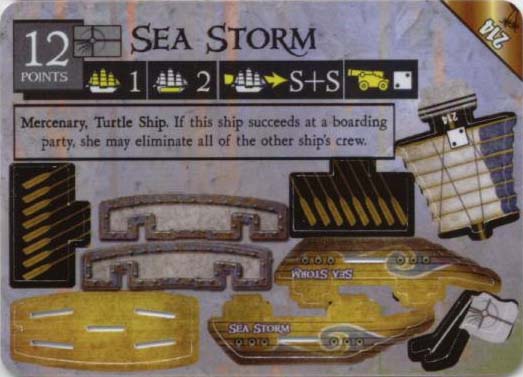 12
POINTS
SEA STORM
214
1 2 S+S
Mercenary, Turtle Ship. If this ship succeeds at a boarding
party, she may eliminate all of the other ship's crew.
214
SEA STORM
SEA STORM